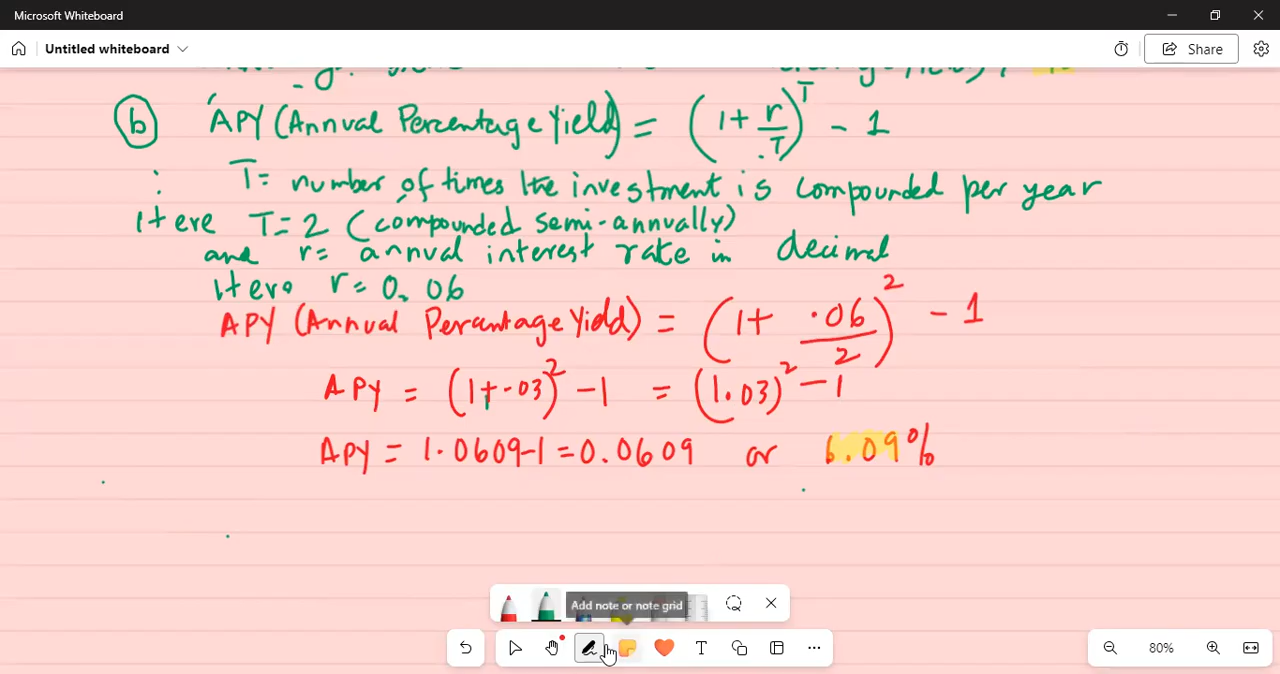 Microsoft Whiteboard
Untitled whiteboard
Share
(b) APY (Annual Percentage Yield) = (1 + r/T)^T - 1
: T = number of times the investment is compounded per year
Here T = 2 (compounded semi-annually)
and r = annual interest rate in decimal
Here r = 0.06
APY (Annual Percantage Yield) = (1 + .06/2)^2 - 1
APY = (1+.03)^2 - 1 = (1.03)^2 - 1
APY = 1.0609-1 = 0.0609 or 6.09%
Add note or note grid
80%